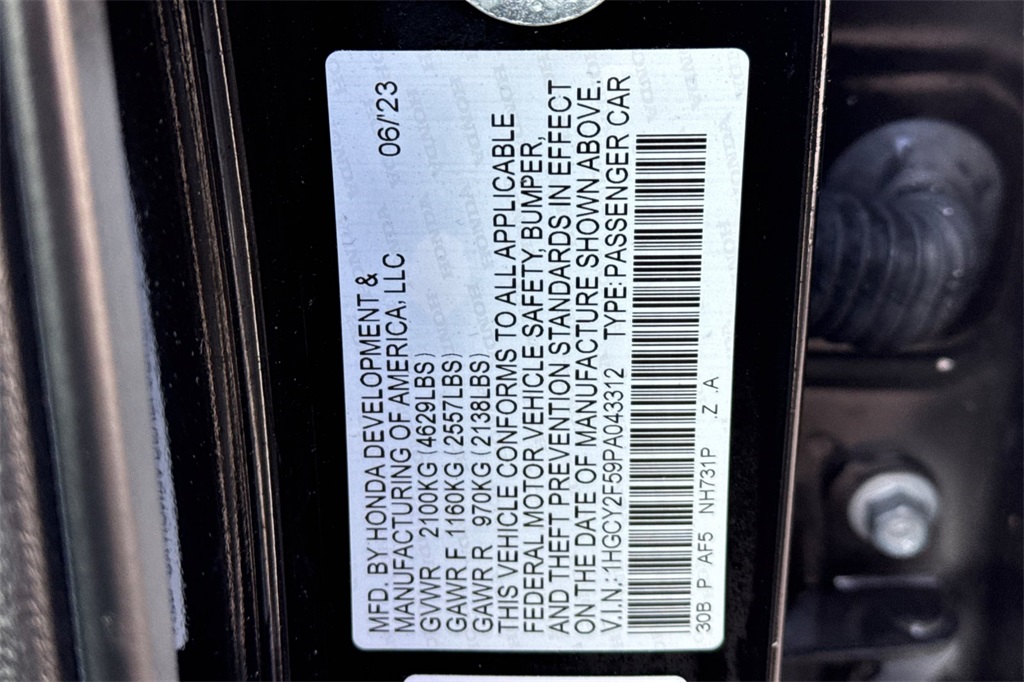 MFD. BY HONDA DEVELOPMENT &
MANUFACTURING OF AMERICA, LLC 06/'23
GVWR 2100KG (4629LBS)
GAWR F 1160KG (2557LBS)
GAWR R 970KG (2138LBS)
THIS VEHICLE CONFORMS TO ALL APPLICABLE
FEDERAL MOTOR VEHICLE SAFETY, BUMPER,
AND THEFT PREVENTION STANDARDS IN EFFECT
ON THE DATE OF MANUFACTURE SHOWN ABOVE.
V.I.N.: 1HGCY2F59PA043312 TYPE: PASSENGER CAR
30B P AF5 NH731P .Z .A